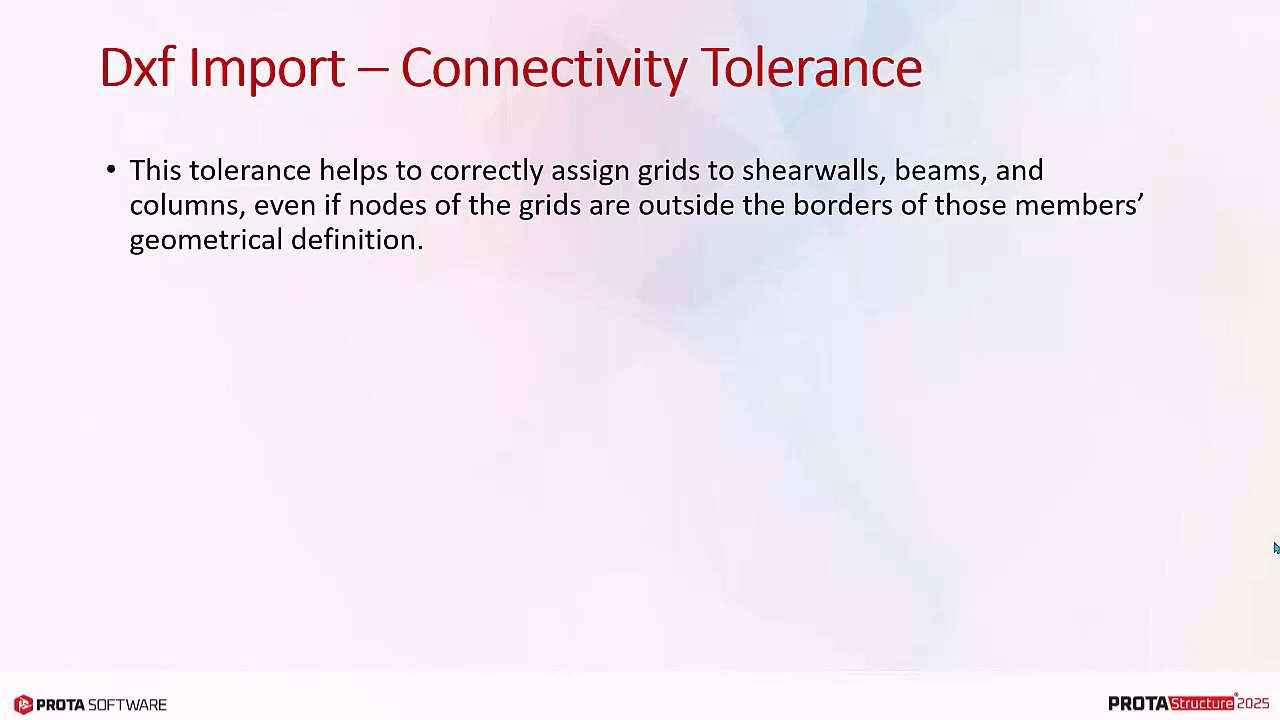 Dxf Import – Connectivity Tolerance
• This tolerance helps to correctly assign grids to shearwalls, beams, and
columns, even if nodes of the grids are outside the borders of those members’
geometrical definition.
PROTA SOFTWARE
PROTAStructure® 2025